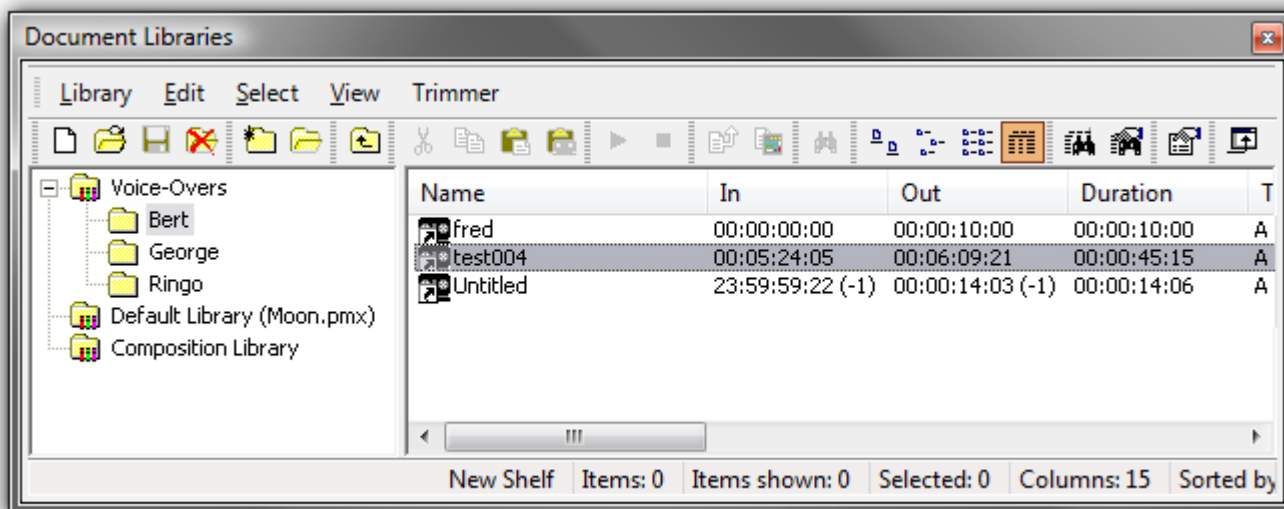 Document Libraries
Library Edit Select View Trimmer
Voice-Overs
Bert
George
Ringo
Default Library (Moon.pmx)
Composition Library
Name In Out Duration T
fred 00:00:00:00 00:00:10:00 00:00:10:00 A
test004 00:05:24:05 00:06:09:21 00:00:45:15 A
Untitled 23:59:59:22 (-1) 00:00:14:03 (-1) 00:00:14:06 A
New Shelf Items: 0 Items shown: 0 Selected: 0 Columns: 15 Sorted by